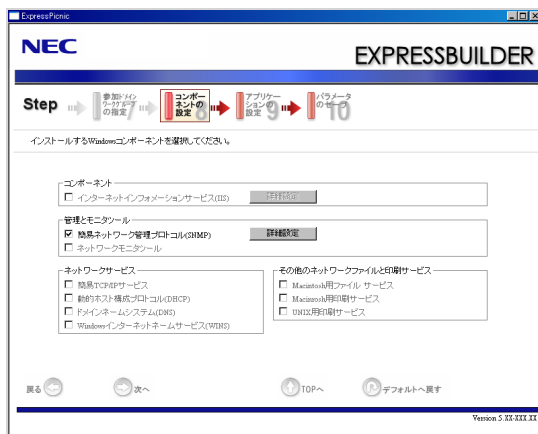 ExpressPicnic
NEC
EXPRESSBUILDER
Step
参加ドメイン
ワークグループ
の指定
7
コンポー
ネントの
設定
8
アプリケー
ションの
設定
9
パラメータ
のセーブ
10
インストールするWindowsコンポーネントを選択してください。
コンポーネント
インターネットインフォメーションサービス(IIS)
詳細設定
管理とモニタツール
簡易ネットワーク管理プロトコル(SNMP)
詳細設定
ネットワークモニタツール
ネットワークサービス
簡易TCP/IPサービス
動的ホスト構成プロトコル(DHCP)
ドメインネームシステム(DNS)
Windowsインターネットネームサービス(WINS)
その他のネットワークファイルと印刷サービス
Macintosh用ファイル サービス
Macintosh用印刷サービス
UNIX用印刷サービス
戻る
次へ
TOPへ
デフォルトへ戻す
Version 5.XX-XXX.XX